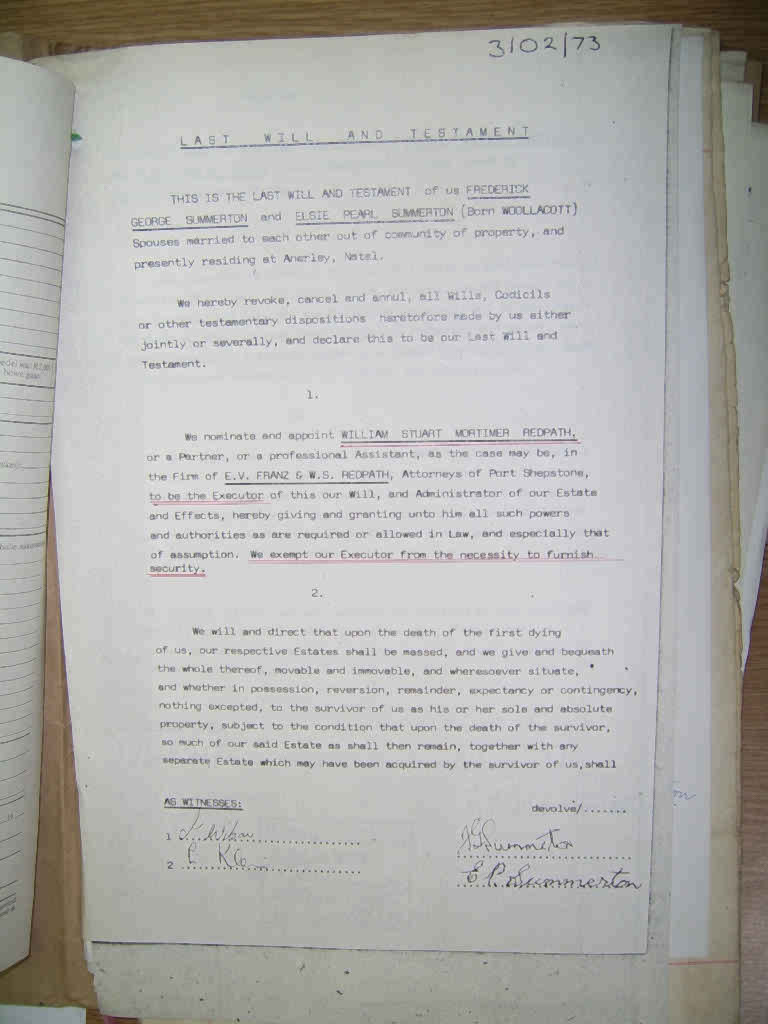 3102/73
LAST WILL AND TESTAMENT
THIS IS THE LAST WILL AND TESTAMENT of us FREDERICK
GEORGE SUMMERTON and ELSIE PEARL SUMMERTON (Born WOOLLACOTT)
Spouses married to each other out of community of property, and
presently residing at Anerley, Natal.
We hereby revoke, cancel and annul, all Wills, Codicils
or other testamentary dispositions heretofore made by us either
jointly or severally, and declare this to be our Last Will and
Testament.
1.
We nominate and appoint WILLIAM STUART MORTIMER REDPATH,
or a Partner, or a professional Assistant, as the case may be, in
the Firm of E.V. FRANZ & W.S. REDPATH, Attorneys of Port Shepstone,
to be the Executor of this our Will, and Administrator of our Estate
and Effects, hereby giving and granting unto him all such powers
and authorities as are required or allowed in Law, and especially that
of assumption. We exempt our Executor from the necessity to furnish
security.
2.
We will and direct that upon the death of the first dying
of us, our respective Estates shall be massed, and we give and bequeath
the whole thereof, movable and immovable, and wheresoever situate,
and whether in possession, reversion, remainder, expectancy or contingency,
nothing excepted, to the survivor of us as his or her sole and absolute
property, subject to the condition that upon the death of the survivor,
so much of our said Estate as shall then remain, together with any
separate Estate which may have been acquired by the survivor of us, shall
devolve/.......
AS WITNESSES:
1
2
F G Summerton
E P Summerton